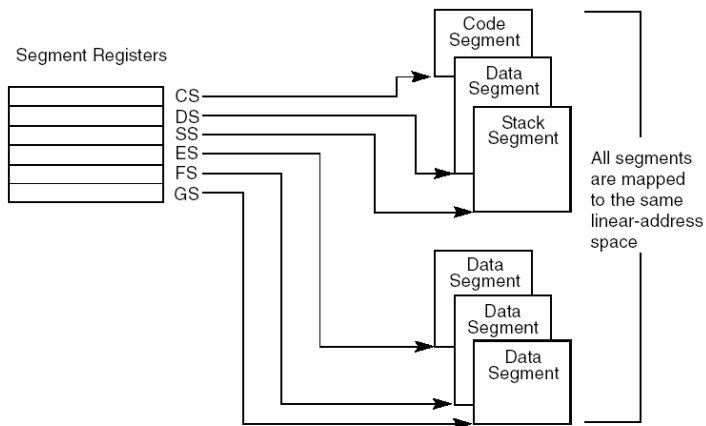 Segment Registers
CS
DS
SS
ES
FS
GS
Code
Segment
Data
Segment
Stack
Segment
Data
Segment
Data
Segment
Data
Segment
All segments
are mapped
to the same
linear-address
space